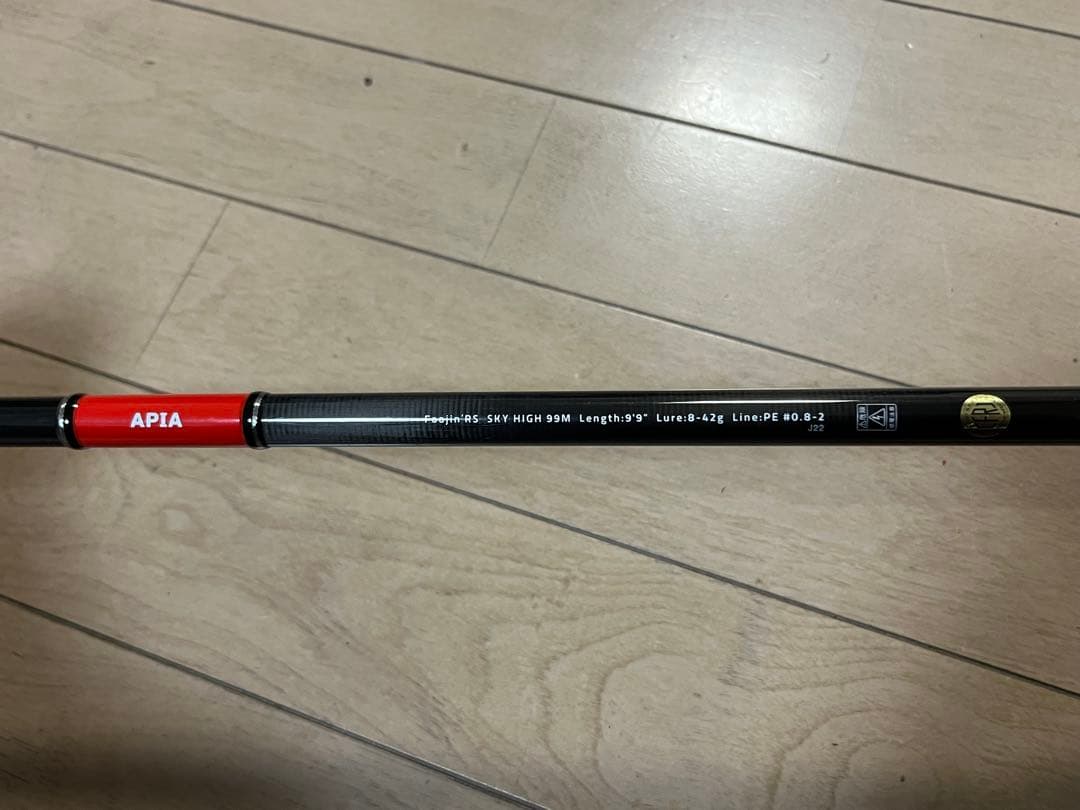 APIA
Foojin'RS SKY HIGH 99M Length:9'9" Lure:8-42g Line:PE #0.8-2
J22